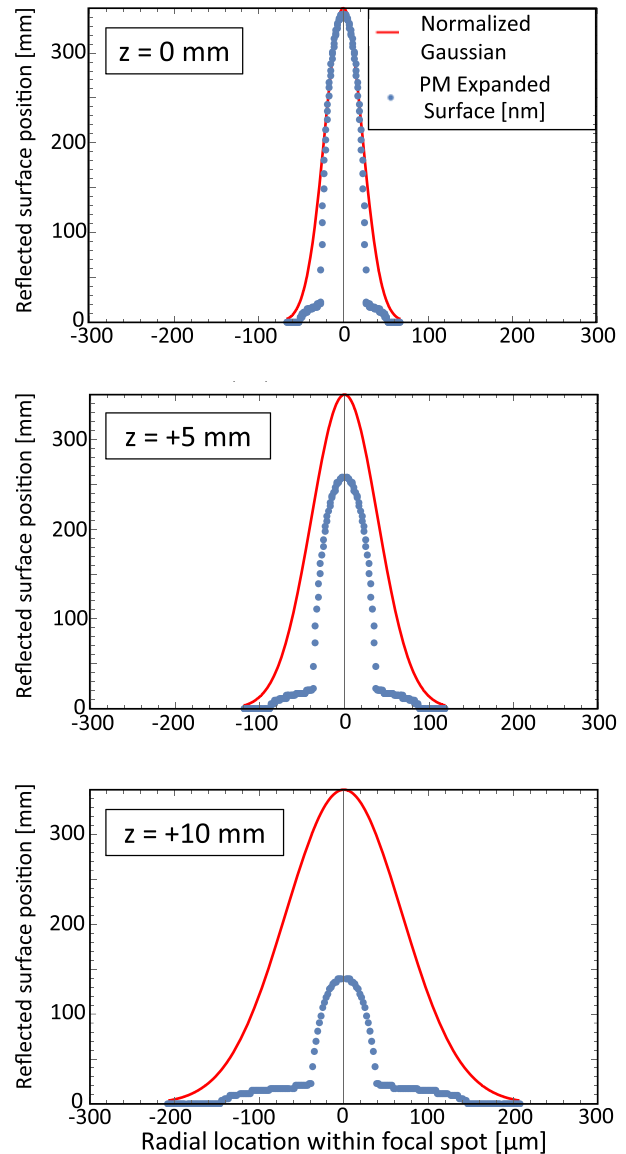 z = 0 mm
Normalized
Gaussian
PM Expanded
Surface [nm]
Reflected surface position [mm]
300
200
100
0
-300 -200 -100 0 100 200 300
z = +5 mm
Reflected surface position [mm]
300
200
100
0
-300 -200 -100 0 100 200 300
z = +10 mm
Reflected surface position [mm]
300
200
100
0
-300 -200 -100 0 100 200 300
Radial location within focal spot [μm]